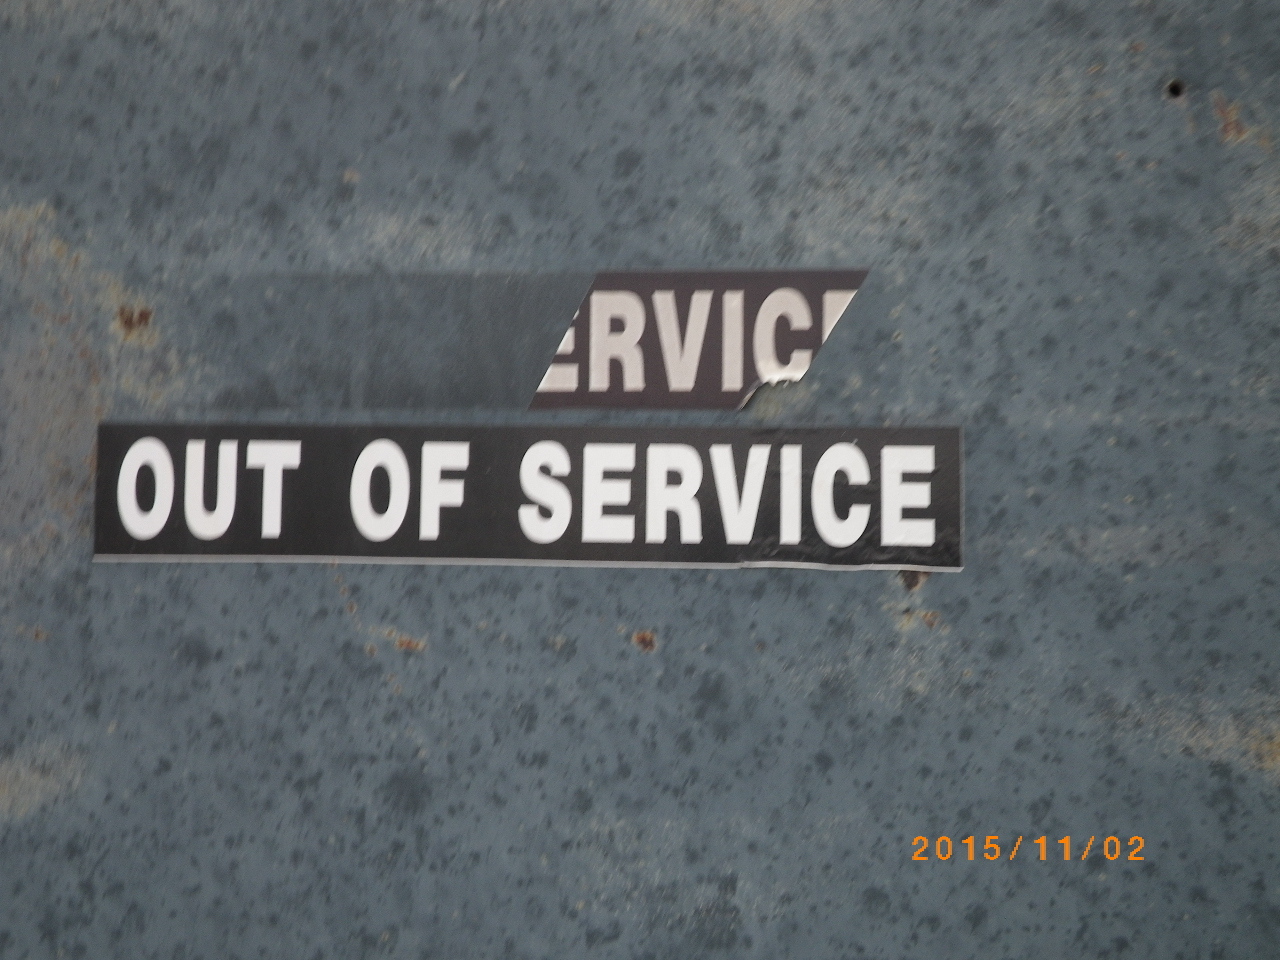 ERVIC
OUT OF SERVICE
2015/11/02